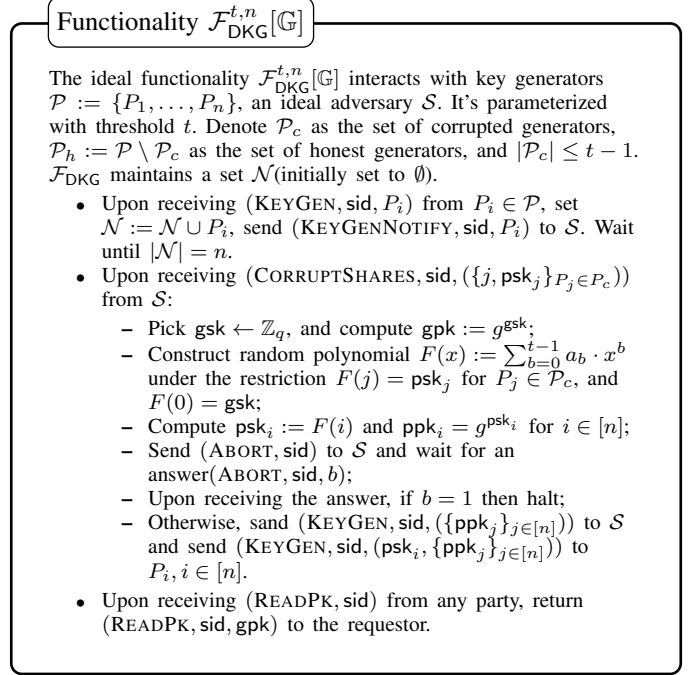 Functionality $\mathcal{F}_{\mathsf{DKG}}^{t,n}[\mathbb{G}]$
The ideal functionality $\mathcal{F}_{\mathsf{DKG}}^{t,n}[\mathbb{G}]$ interacts with key generators
$\mathcal{P} := \{P_1, \ldots, P_n\}$, an ideal adversary $\mathcal{S}$. It's parameterized
with threshold $t$. Denote $\mathcal{P}_c$ as the set of corrupted generators,
$\mathcal{P}_h := \mathcal{P} \setminus \mathcal{P}_c$ as the set of honest generators, and $|\mathcal{P}_c| \leq t - 1$.
$\mathcal{F}_{\mathsf{DKG}}$ maintains a set $\mathcal{N}$(initially set to $\emptyset$).
• Upon receiving (KEYGEN, sid, $P_i$) from $P_i \in \mathcal{P}$, set
$\mathcal{N} := \mathcal{N} \cup P_i$, send (KEYGENNOTIFY, sid, $P_i$) to $\mathcal{S}$. Wait
until $|\mathcal{N}| = n$.
• Upon receiving (CORRUPTSHARES, sid, $(\{j, \mathsf{psk}_j\}_{P_j \in P_c})$)
from $\mathcal{S}$:
– Pick $\mathsf{gsk} \leftarrow \mathbb{Z}_q$, and compute $\mathsf{gpk} := g^{\mathsf{gsk}}$;
– Construct random polynomial $F(x) := \sum_{b=0}^{t-1} a_b \cdot x^b$
under the restriction $F(j) = \mathsf{psk}_j$ for $P_j \in \mathcal{P}_c$, and
$F(0) = \mathsf{gsk}$;
– Compute $\mathsf{psk}_i := F(i)$ and $\mathsf{ppk}_i = g^{\mathsf{psk}_i}$ for $i \in [n]$;
– Send (ABORT, sid) to $\mathcal{S}$ and wait for an
answer(ABORT, sid, $b$);
– Upon receiving the answer, if $b = 1$ then halt;
– Otherwise, sand (KEYGEN, sid, $(\{\mathsf{ppk}_j\}_{j \in [n]})$) to $\mathcal{S}$
and send (KEYGEN, sid, $(\mathsf{psk}_i, \{\mathsf{ppk}_j\}_{j \in [n]})$) to
$P_i, i \in [n]$.
• Upon receiving (READPK, sid) from any party, return
(READPK, sid, gpk) to the requestor.